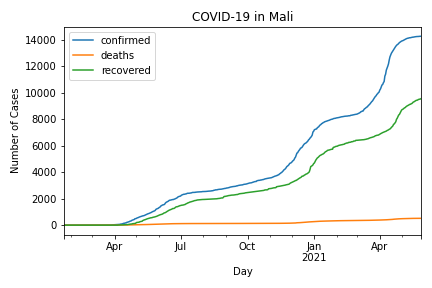 COVID-19 in Mali
confirmed
deaths
recovered
Number of Cases
14000
12000
10000
8000
6000
4000
2000
0
Apr
Jul
Oct
Jan
2021
Apr
Day